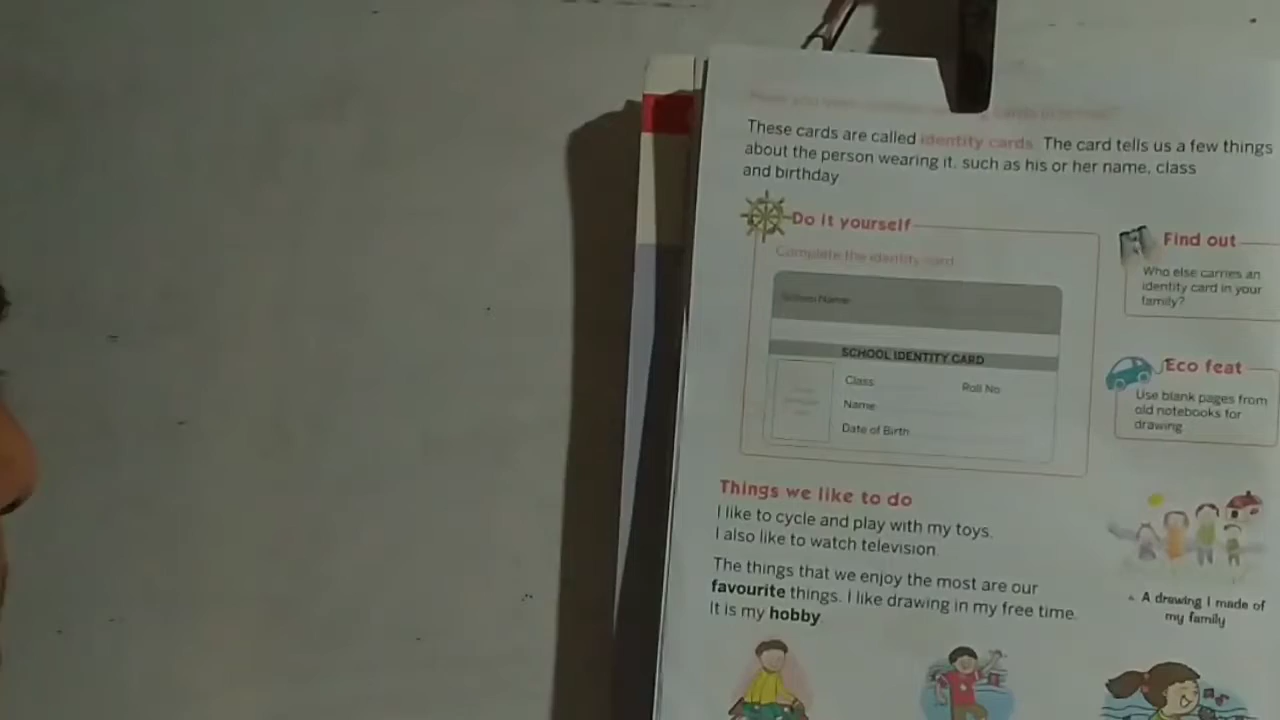 These cards are called identity cards. The card tells us a few things
about the person wearing it, such as his or her name, class
and birthday
Do it yourself
Complete the identity card
School Name
SCHOOL IDENTITY CARD
Class Roll No
Name
Date of Birth
Find out
Who else carries an
identity card in your
family?
Eco feat
Use blank pages from
old notebooks for
drawing
Things we like to do
I like to cycle and play with my toys.
I also like to watch television.
The things that we enjoy the most are our
favourite things. I like drawing in my free time.
It is my hobby
A drawing I made of
my family